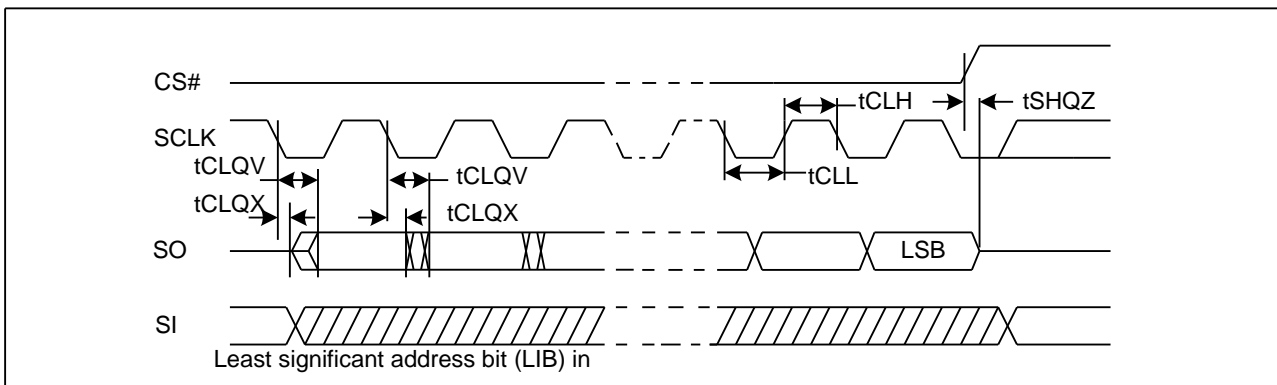 CS#
tCLH
tSHQZ
SCLK
tCLQV
tCLQV
tCLL
tCLQX
tCLQX
SO
LSB
SI
Least significant address bit (LIB) in